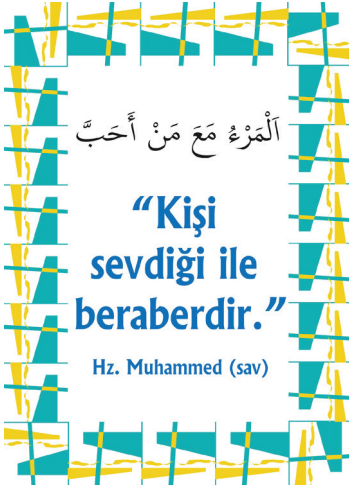 اَلْمَرْءُ مَعَ مَنْ أَحَبَّ
“Kişi
sevdiği ile
beraberdir.”
Hz. Muhammed (sav)